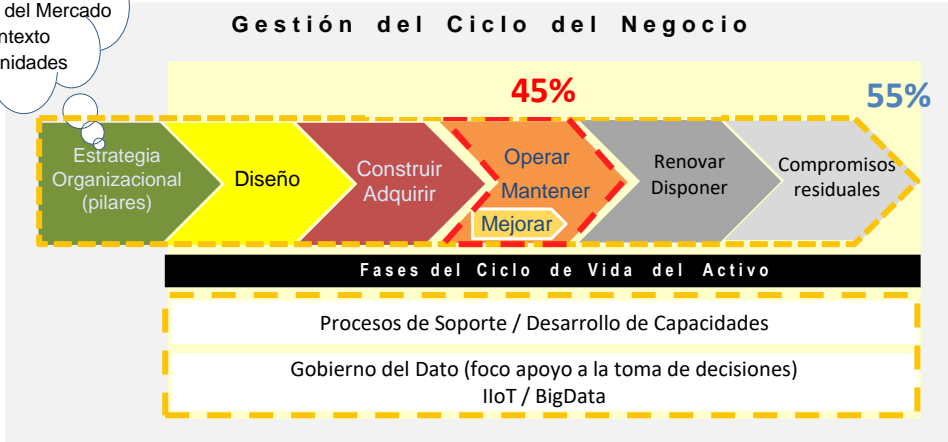 del Mercado
nidades
Gestión del Ciclo del Negocio
45%
55%
Estrategia
Organizacional
(pilares)
Diseño
Construir
Adquirir
Operar
Mantener
Mejorar
Renovar
Disponer
Compromisos
residuales
Fases del Ciclo de Vida del Activo
Procesos de Soporte / Desarrollo de Capacidades
Gobierno del Dato (foco apoyo a la toma de decisiones)
IIoT / BigData